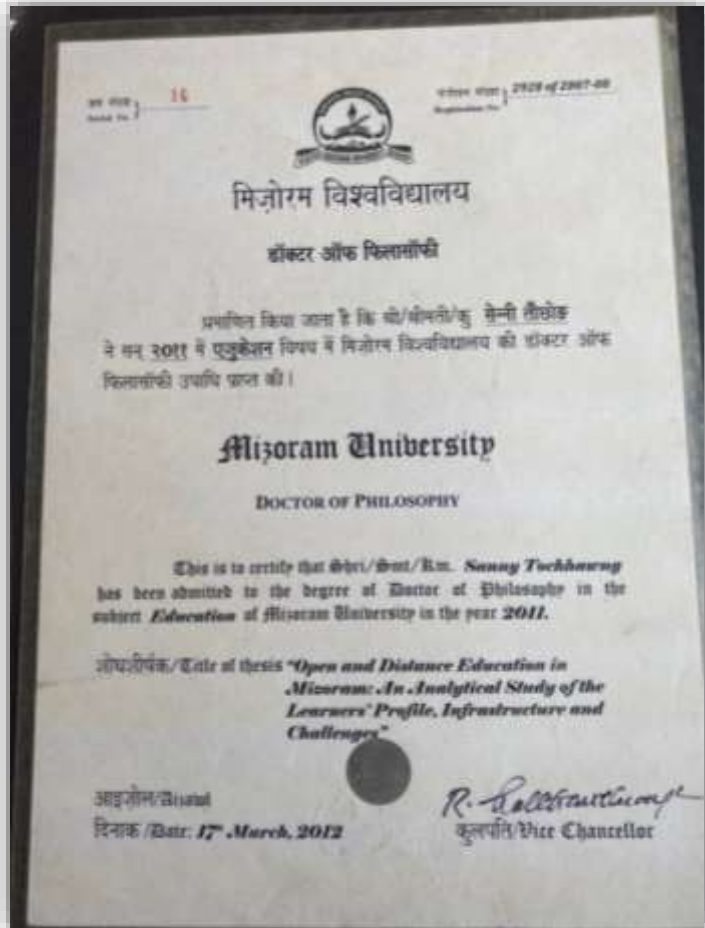 क्रम संख्या
Serial No. } 16
पंजीयन संख्या
Registration No. } 2928 of 2007-08
मिज़ोरम विश्वविद्यालय
डॉक्टर ऑफ फिलासॉफी
प्रमाणित किया जाता है कि श्री/श्रीमती/कु
ने सन् २०११ में एजुकेशन विषय में मिज़ोरम विश्वविद्यालय की डॉक्टर ऑफ
फिलासॉफी उपाधि प्राप्त की।
Mizoram University
DOCTOR OF PHILOSOPHY
This is to certify that Shri/Smt/Km. Sanny Tochhawng
has been admitted to the degree of Doctor of Philosophy in the
subject Education of Mizoram University in the year 2011.
शोधशीर्षक/Title of thesis "Open and Distance Education in
Mizoram: An Analytical Study of the
Learners' Profile, Infrastructure and
Challenges"
आइज़ोल/Aizawl
दिनांक /Date: 17th March, 2012
कुलपति/Vice Chancellor